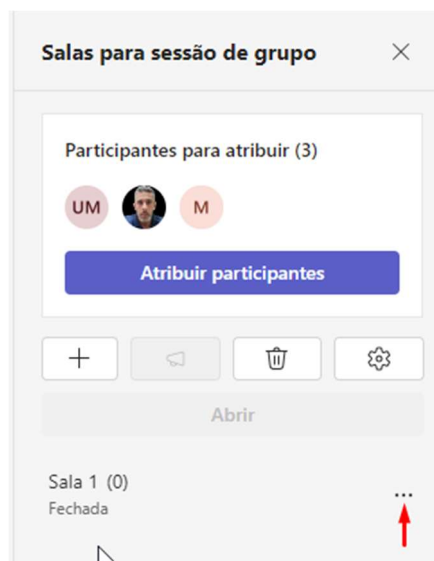 Salas para sessão de grupo
Participantes para atribuir (3)
UM
M
Atribuir participantes
Abrir
Sala 1 (0)
Fechada